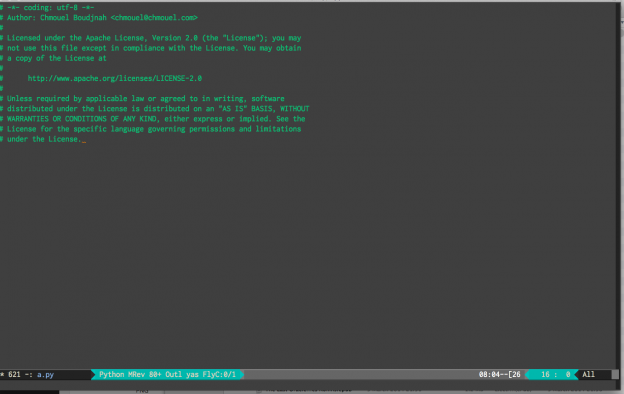 # -*- coding: utf-8 -*-
# Author: Chmouel Boudjnah <chmouel@chmouel.com>
#
# Licensed under the Apache License, Version 2.0 (the "License"); you may
# not use this file except in compliance with the License. You may obtain
# a copy of the License at
#
#      http://www.apache.org/licenses/LICENSE-2.0
#
# Unless required by applicable law or agreed to in writing, software
# distributed under the License is distributed on an "AS IS" BASIS, WITHOUT
# WARRANTIES OR CONDITIONS OF ANY KIND, either express or implied. See the
# License for the specific language governing permissions and limitations
# under the License._
* 621 -: a.py Python MRev 80+ Outl yas FlyC:0/1 08:04--[26 16 : 0 All